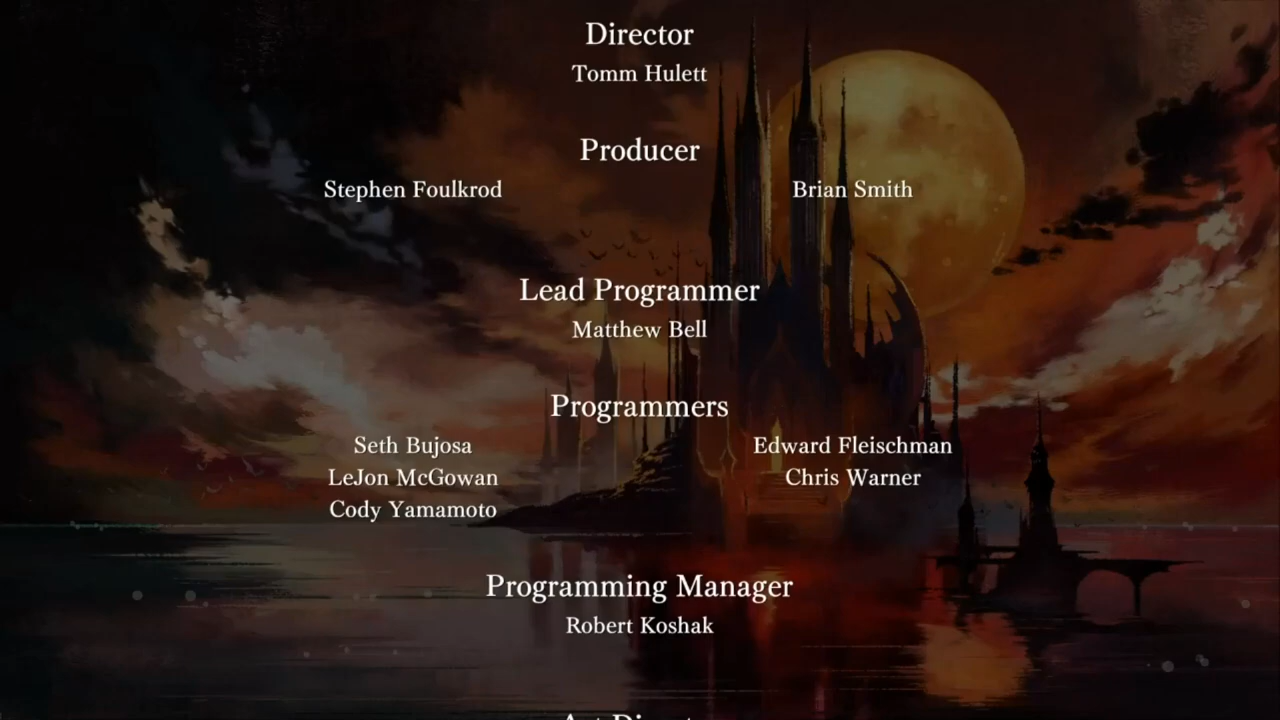 Director
Tomm Hulett
Producer
Stephen Foulkrod Brian Smith
Lead Programmer
Matthew Bell
Programmers
Seth Bujosa Edward Fleischman
LeJon McGowan Chris Warner
Cody Yamamoto
Programming Manager
Robert Koshak